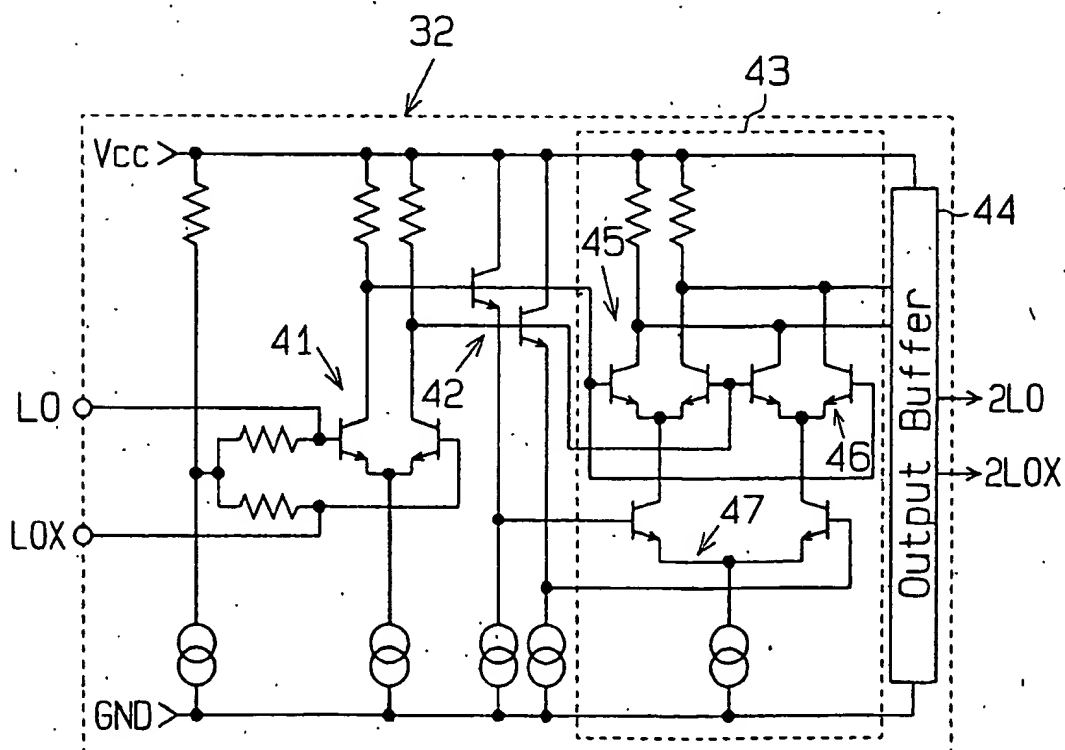 32
43
Vcc
44
45
41
42
LO
2LO
46
2LOX
47
LOX
Output Buffer
GND